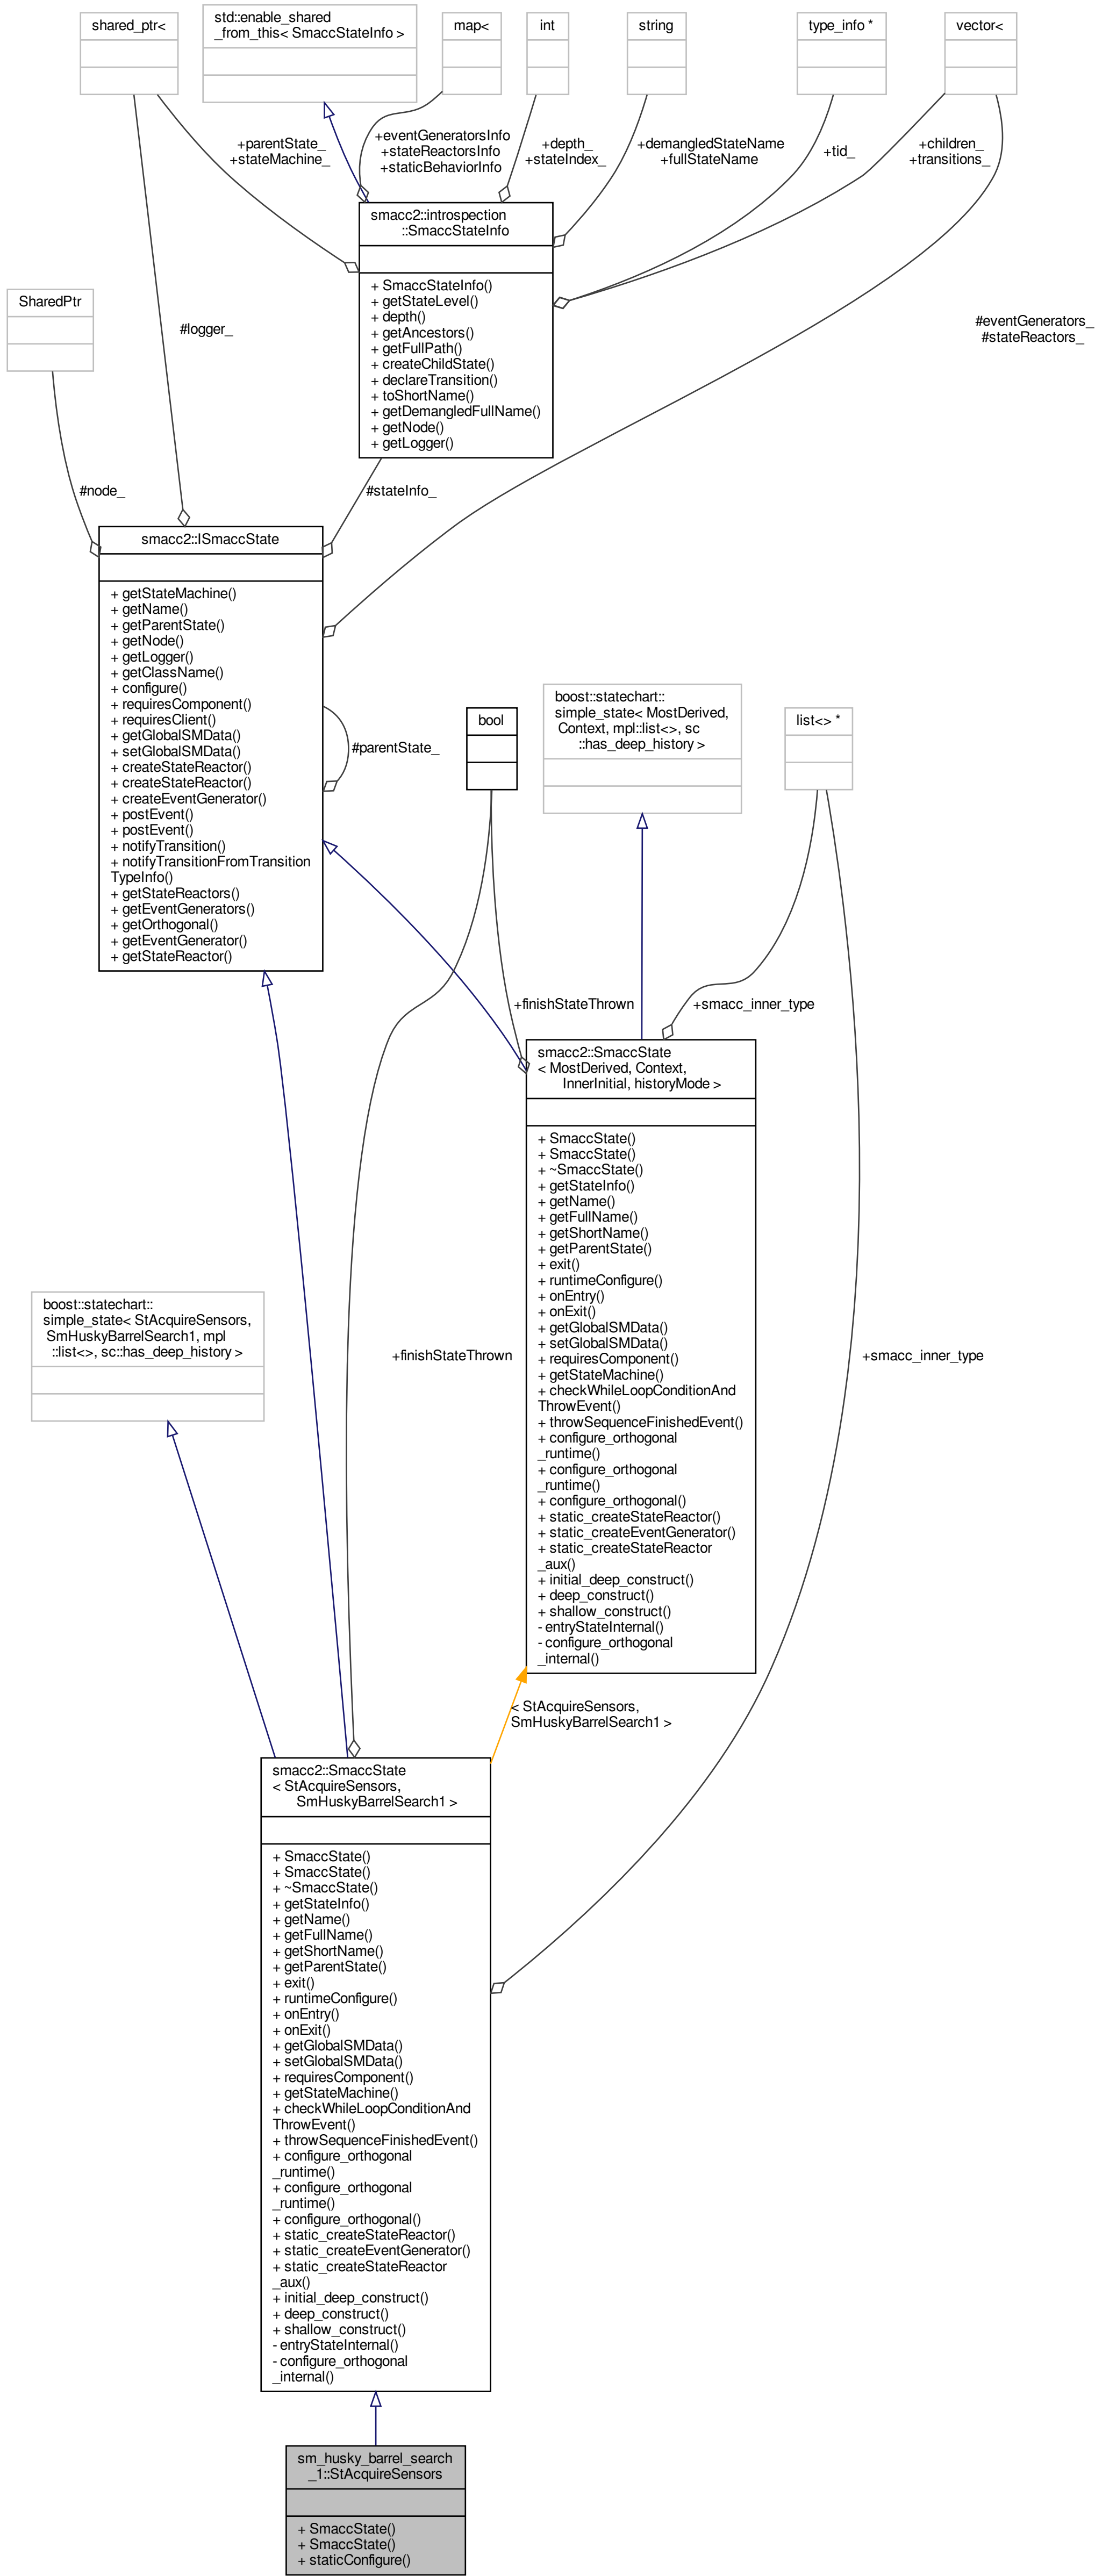 shared_ptr<
std::enable_shared
_from_this< SmaccStateInfo >
map<
int
string
type_info *
vector<
+parentState_
+stateMachine_
+eventGeneratorsInfo
+stateReactorsInfo
+staticBehaviorInfo
+depth_
+stateIndex_
+demangledStateName
+fullStateName
+tid_
+children_
+transitions_
smacc2::introspection
::SmaccStateInfo
+ SmaccStateInfo()
+ getStateLevel()
+ depth()
+ getAncestors()
+ getFullPath()
+ createChildState()
+ declareTransition()
+ toShortName()
+ getDemangledFullName()
+ getNode()
+ getLogger()
SharedPtr
#logger_
#eventGenerators_
#stateReactors_
#node_
#stateInfo_
smacc2::ISmaccState
+ getStateMachine()
+ getName()
+ getParentState()
+ getNode()
+ getLogger()
+ getClassName()
+ configure()
+ requiresComponent()
+ requiresClient()
+ getGlobalSMData()
+ setGlobalSMData()
+ createStateReactor()
+ createStateReactor()
+ createEventGenerator()
+ postEvent()
+ postEvent()
+ notifyTransition()
+ notifyTransitionFromTransition
TypeInfo()
+ getStateReactors()
+ getEventGenerators()
+ getOrthogonal()
+ getEventGenerator()
+ getStateReactor()
#parentState_
bool
boost::statechart::
simple_state< MostDerived,
Context, mpl::list<>, sc
::has_deep_history >
list<> *
+finishStateThrown
+smacc_inner_type
smacc2::SmaccState
< MostDerived, Context,
InnerInitial, historyMode >
+ SmaccState()
+ SmaccState()
+ ~SmaccState()
+ getStateInfo()
+ getName()
+ getFullName()
+ getShortName()
+ getParentState()
+ exit()
+ runtimeConfigure()
+ onEntry()
+ onExit()
+ getGlobalSMData()
+ setGlobalSMData()
+ requiresComponent()
+ getStateMachine()
+ checkWhileLoopConditionAnd
ThrowEvent()
+ throwSequenceFinishedEvent()
+ configure_orthogonal
_runtime()
+ configure_orthogonal
_runtime()
+ configure_orthogonal()
+ static_createStateReactor()
+ static_createEventGenerator()
+ static_createStateReactor
_aux()
+ initial_deep_construct()
+ deep_construct()
+ shallow_construct()
- entryStateInternal()
- configure_orthogonal
_internal()
boost::statechart::
simple_state< StAcquireSensors,
SmHuskyBarrelSearch1, mpl
::list<>, sc::has_deep_history >
+finishStateThrown
+smacc_inner_type
< StAcquireSensors,
SmHuskyBarrelSearch1 >
smacc2::SmaccState
< StAcquireSensors,
SmHuskyBarrelSearch1 >
+ SmaccState()
+ SmaccState()
+ ~SmaccState()
+ getStateInfo()
+ getName()
+ getFullName()
+ getShortName()
+ getParentState()
+ exit()
+ runtimeConfigure()
+ onEntry()
+ onExit()
+ getGlobalSMData()
+ setGlobalSMData()
+ requiresComponent()
+ getStateMachine()
+ checkWhileLoopConditionAnd
ThrowEvent()
+ throwSequenceFinishedEvent()
+ configure_orthogonal
_runtime()
+ configure_orthogonal
_runtime()
+ configure_orthogonal()
+ static_createStateReactor()
+ static_createEventGenerator()
+ static_createStateReactor
_aux()
+ initial_deep_construct()
+ deep_construct()
+ shallow_construct()
- entryStateInternal()
- configure_orthogonal
_internal()
sm_husky_barrel_search
_1::StAcquireSensors
+ SmaccState()
+ SmaccState()
+ staticConfigure()